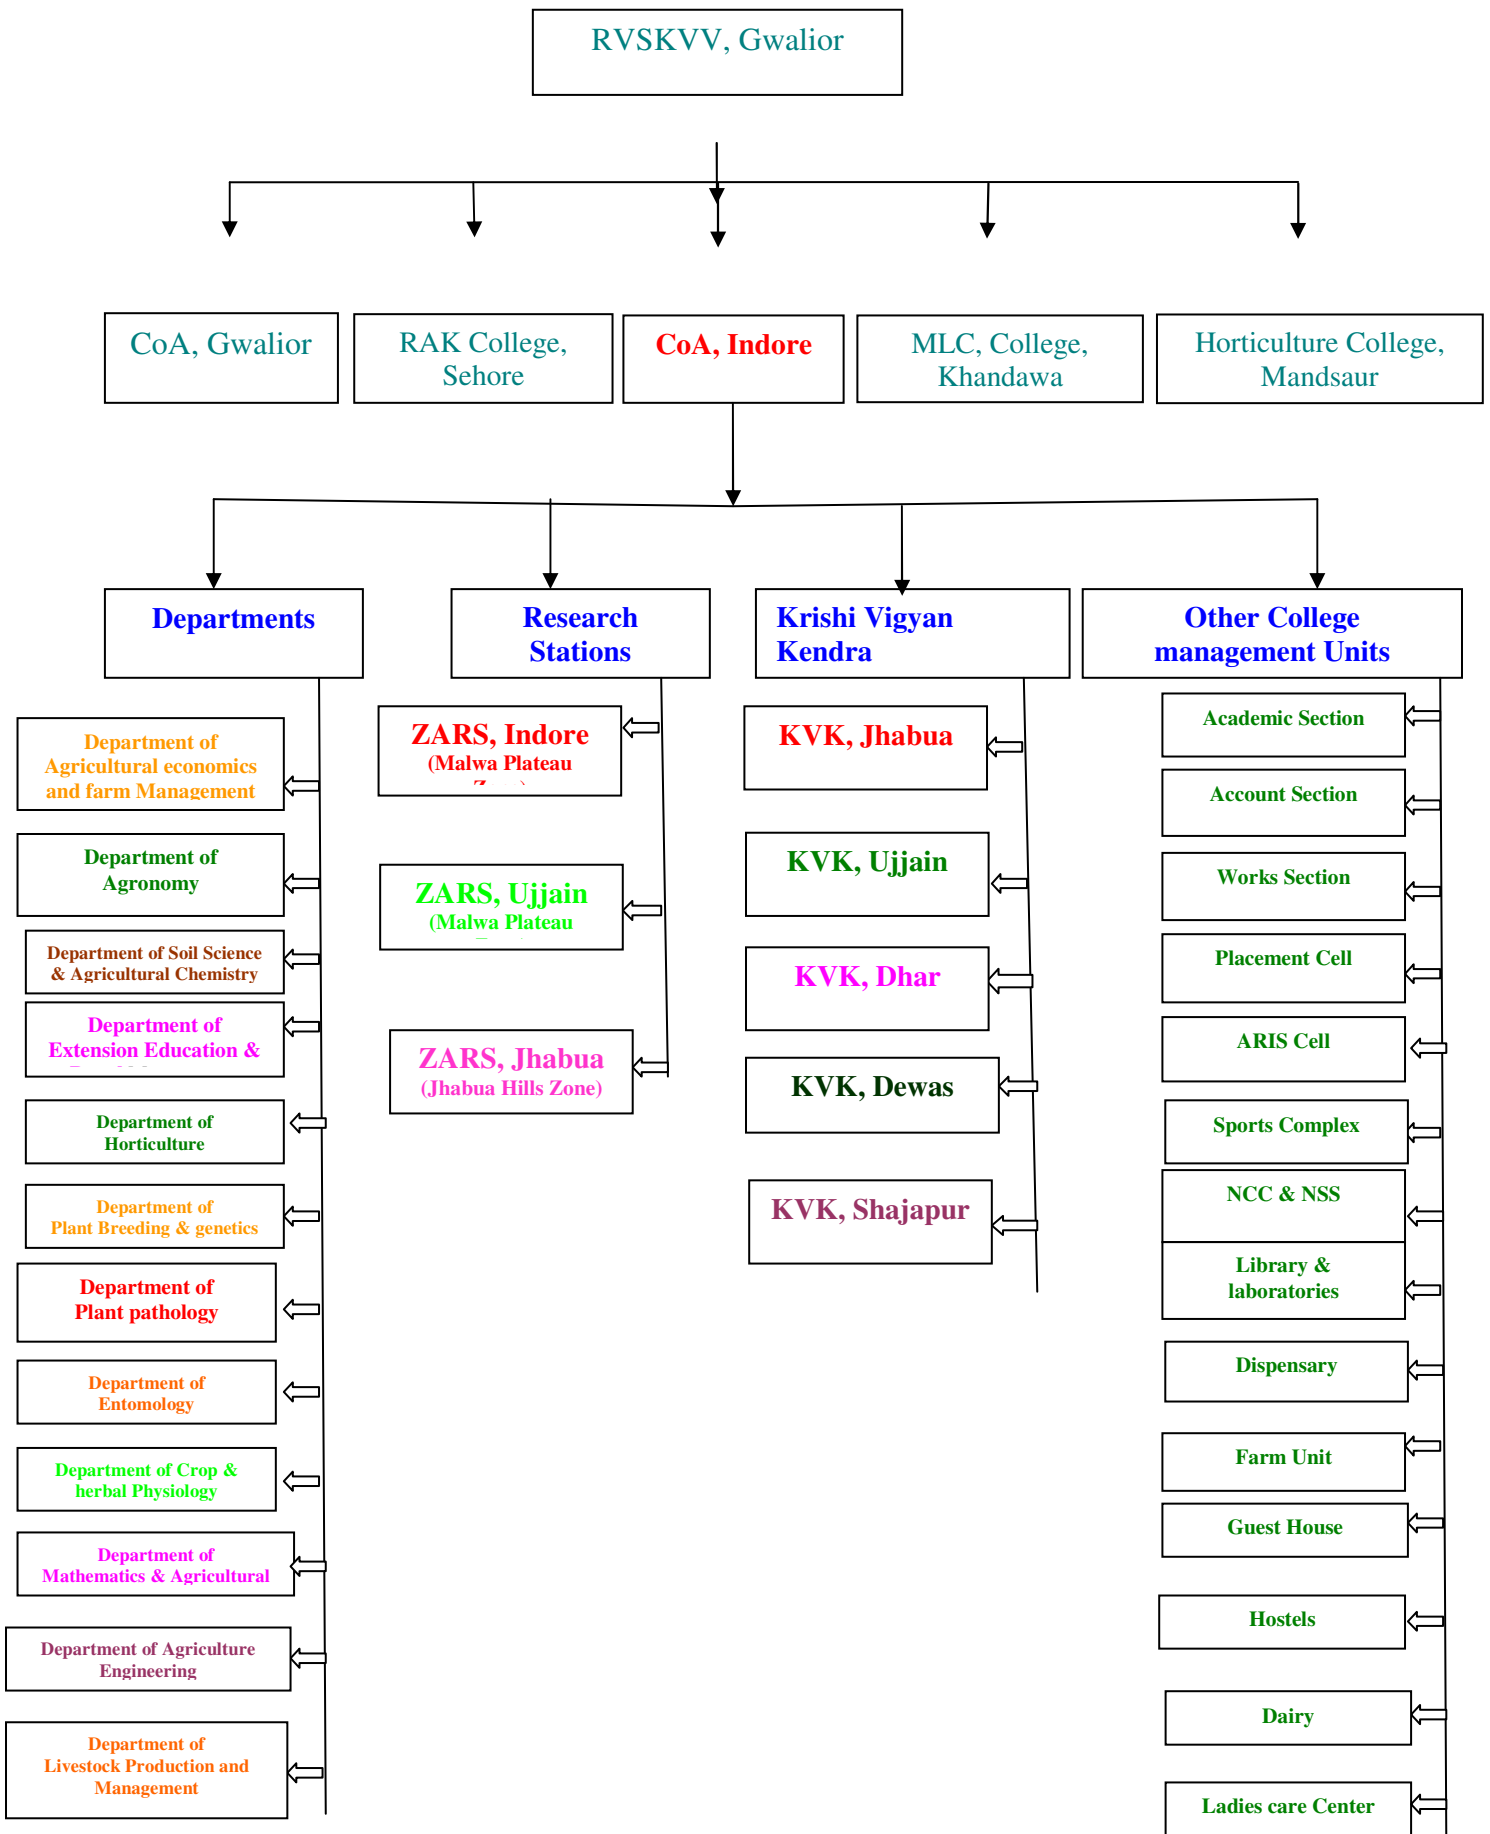 RVSKVV, Gwalior
CoA, Gwalior
RAK College,
Sehore
CoA, Indore
MLC, College,
Khandawa
Horticulture College,
Mandsaur
Departments
Research
Stations
Krishi Vigyan
Kendra
Other College
management Units
Department of
Agricultural economics
and farm Management
Department of
Agronomy
Department of Soil Science
& Agricultural Chemistry
Department of
Extension Education &
Department of
Horticulture
Department of
Plant Breeding & genetics
Department of
Plant pathology
Department of
Entomology
Department of Crop &
herbal Physiology
Department of
Mathematics & Agricultural
Department of Agriculture
Engineering
Department of
Livestock Production and
Management
ZARS, Indore
(Malwa Plateau
ZARS, Ujjain
(Malwa Plateau
ZARS, Jhabua
(Jhabua Hills Zone)
KVK, Jhabua
KVK, Ujjain
KVK, Dhar
KVK, Dewas
KVK, Shajapur
Academic Section
Account Section
Works Section
Placement Cell
ARIS Cell
Sports Complex
NCC & NSS
Library &
laboratories
Dispensary
Farm Unit
Guest House
Hostels
Dairy
Ladies care Center